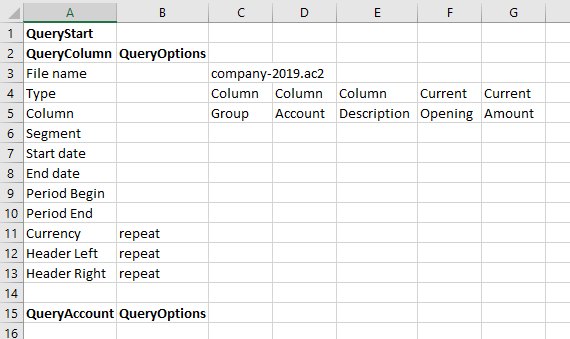 A B C D E F G
1 QueryStart
2 QueryColumn QueryOptions
3 File name company-2019.ac2
4 Type Column Column Column Current Current
5 Column Group Account Description Opening Amount
6 Segment
7 Start date
8 End date
9 Period Begin
10 Period End
11 Currency repeat
12 Header Left repeat
13 Header Right repeat
14
15 QueryAccount QueryOptions
16